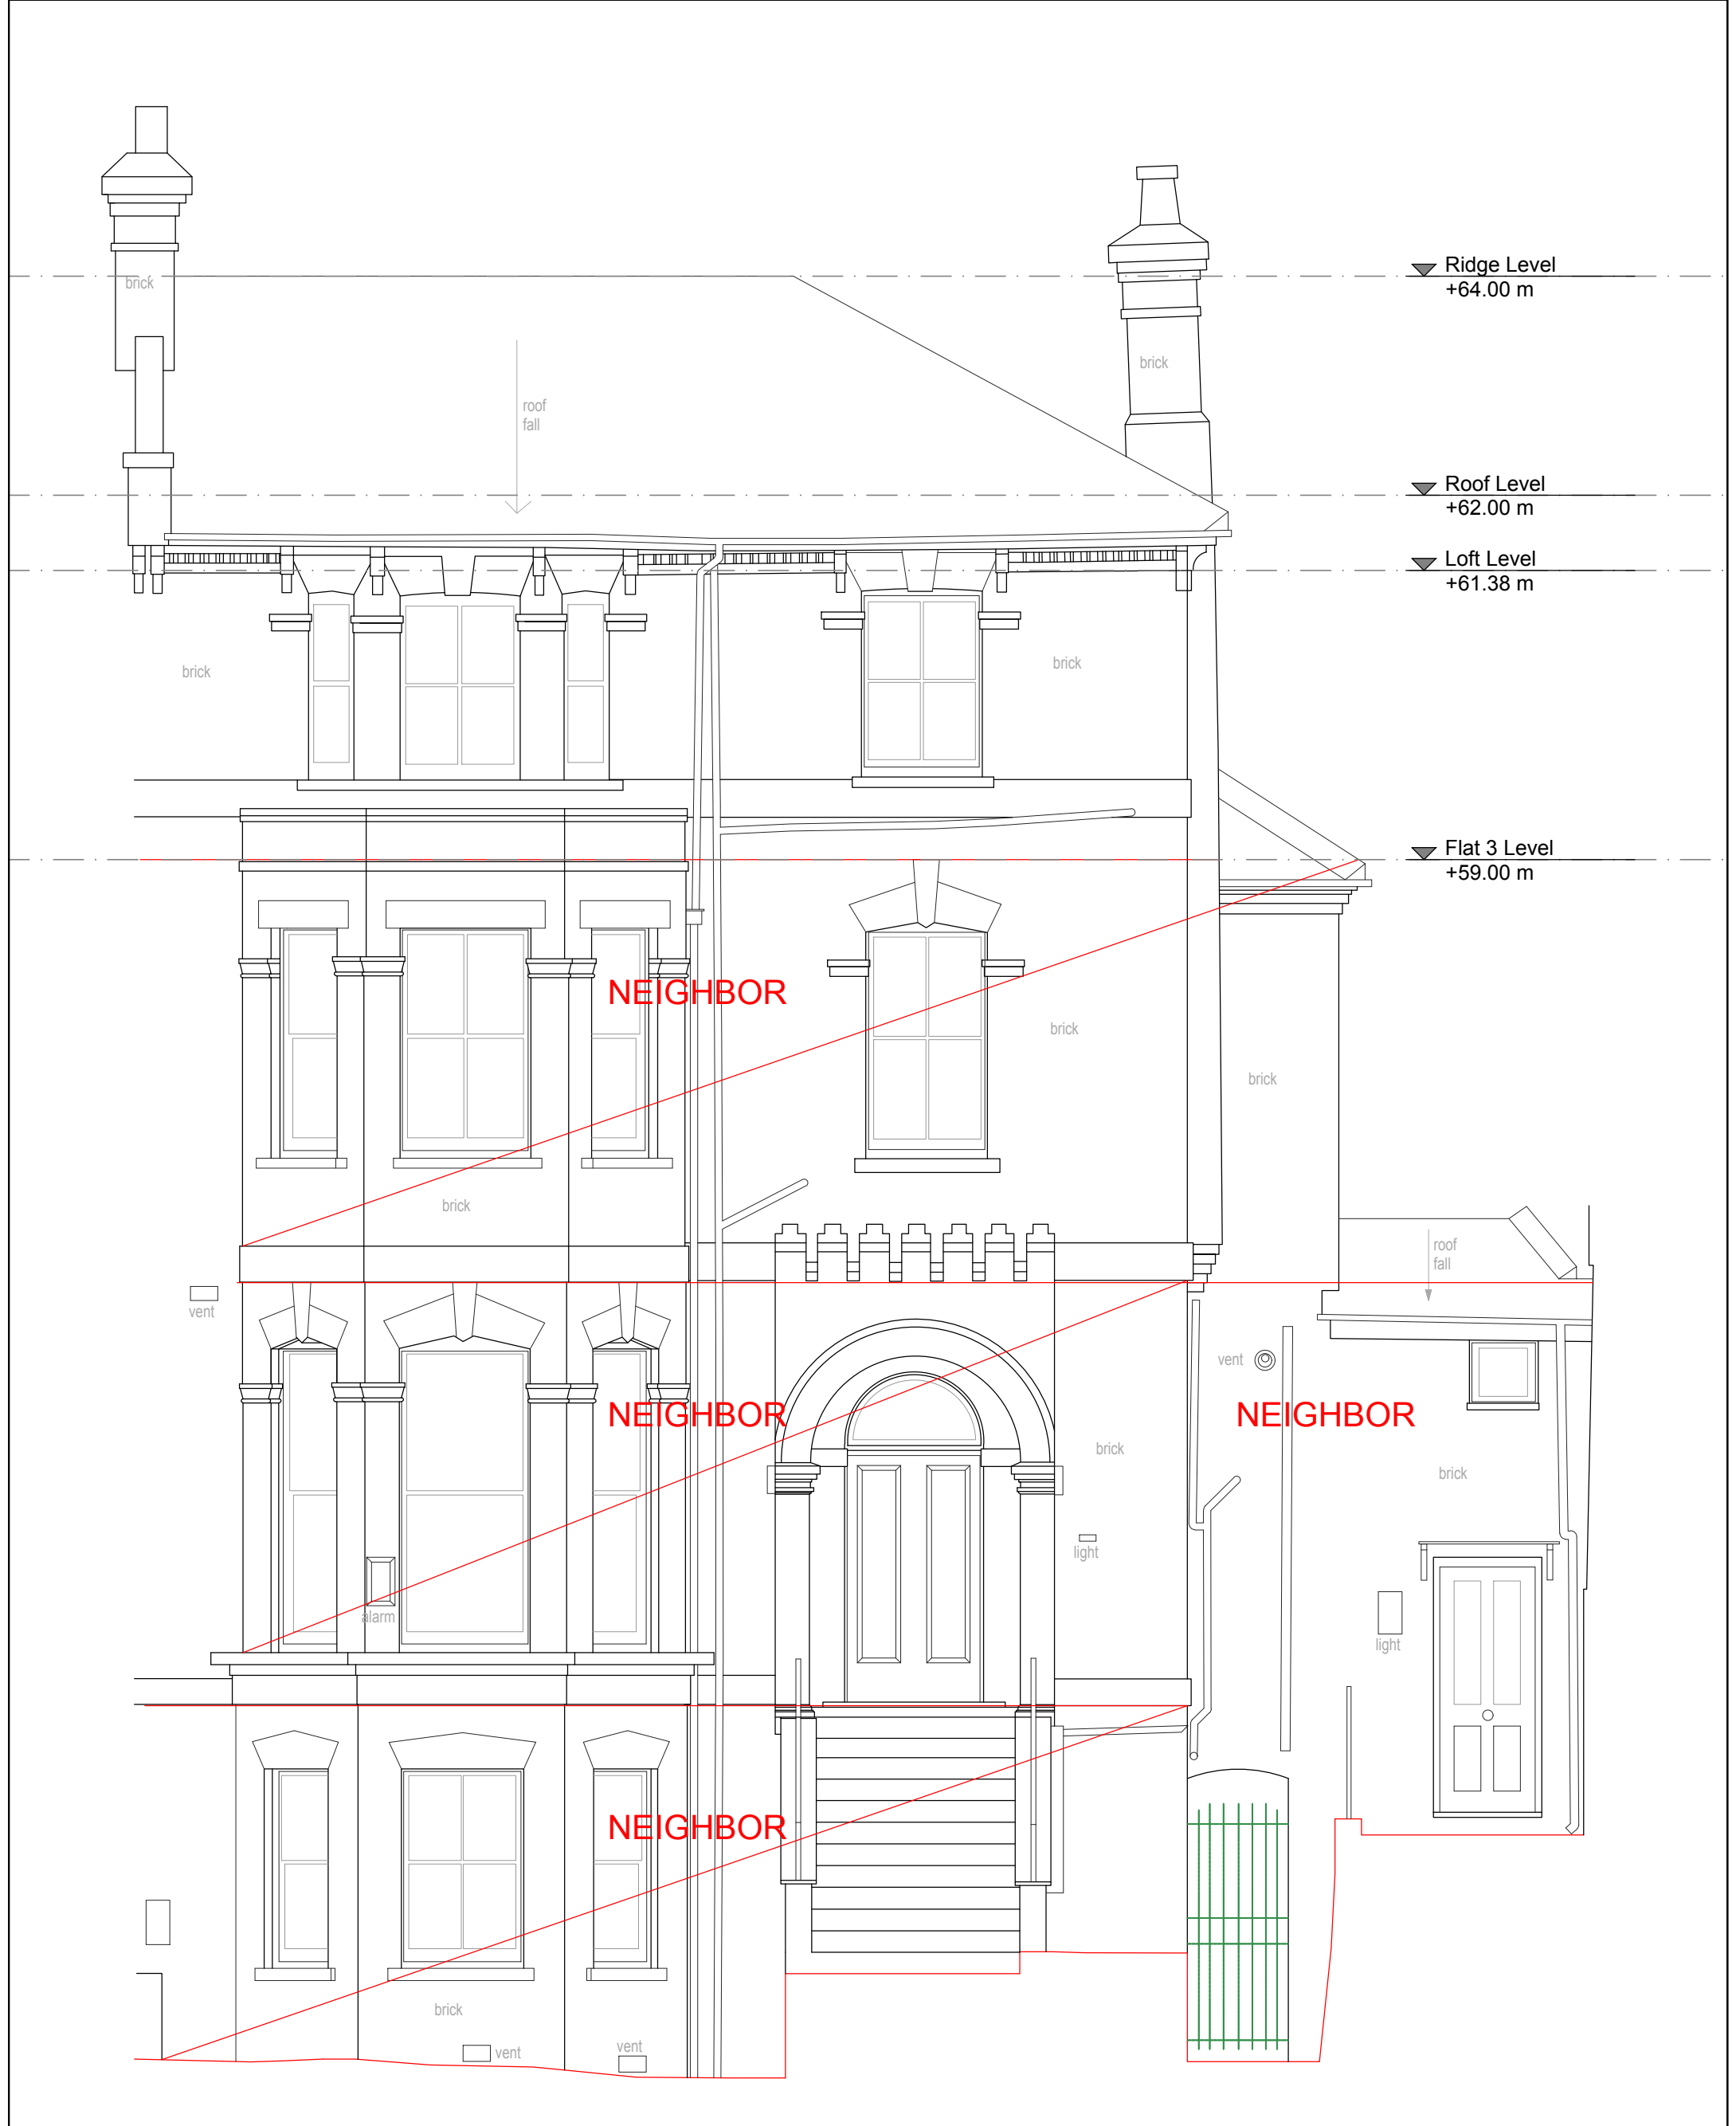 Ridge Level
+64.00 m
brick
brick
roof
fall
Roof Level
+62.00 m
Loft Level
+61.38 m
brick
brick
Flat 3 Level
+59.00 m
NEIGHBOR
brick
brick
brick
roof
fall
vent
vent
NEIGHBOR
NEIGHBOR
brick
brick
light
alarm
light
NEIGHBOR
brick
vent
vent